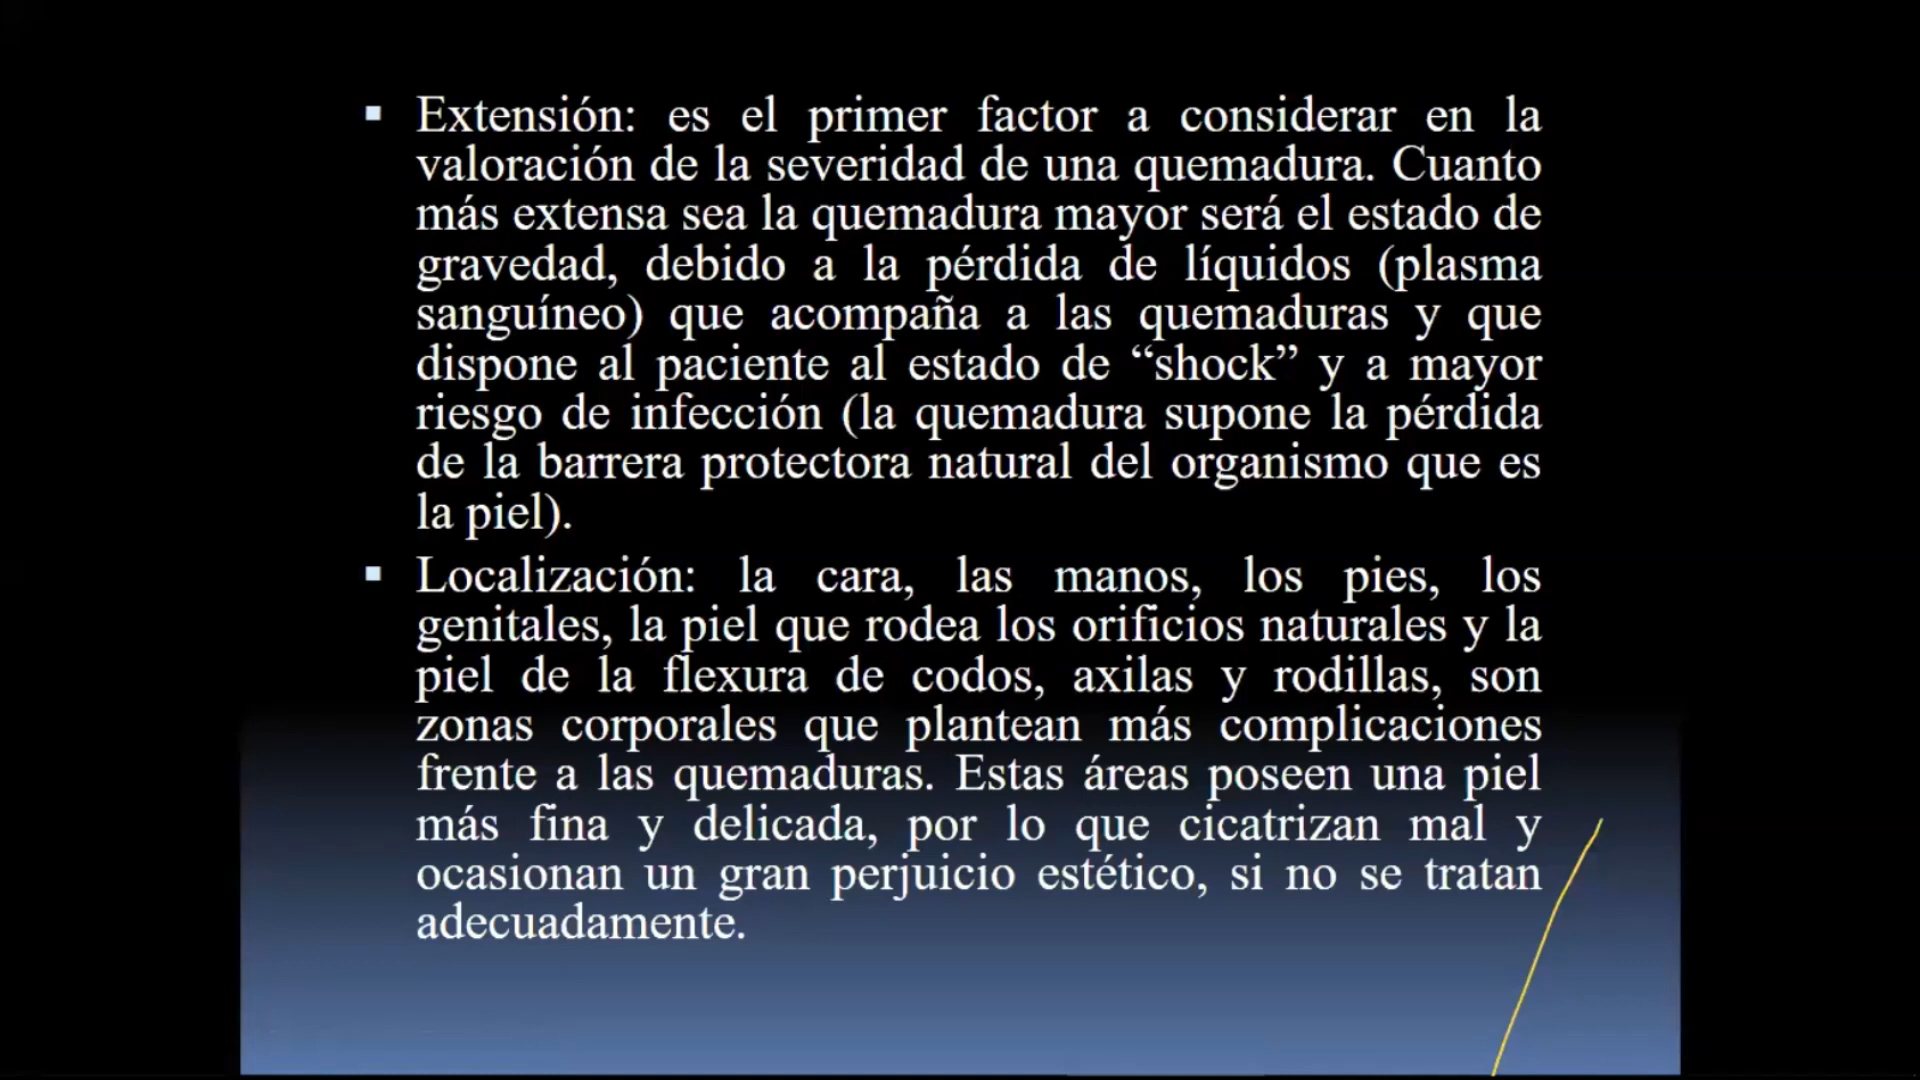 ▪ Extensión: es el primer factor a considerar en la
valoración de la severidad de una quemadura. Cuanto
más extensa sea la quemadura mayor será el estado de
gravedad, debido a la pérdida de líquidos (plasma
sanguíneo) que acompaña a las quemaduras y que
dispone al paciente al estado de “shock” y a mayor
riesgo de infección (la quemadura supone la pérdida
de la barrera protectora natural del organismo que es
la piel).
▪ Localización: la cara, las manos, los pies, los
genitales, la piel que rodea los orificios naturales y la
piel de la flexura de codos, axilas y rodillas, son
zonas corporales que plantean más complicaciones
frente a las quemaduras. Estas áreas poseen una piel
más fina y delicada, por lo que cicatrizan mal y
ocasionan un gran perjuicio estético, si no se tratan
adecuadamente.